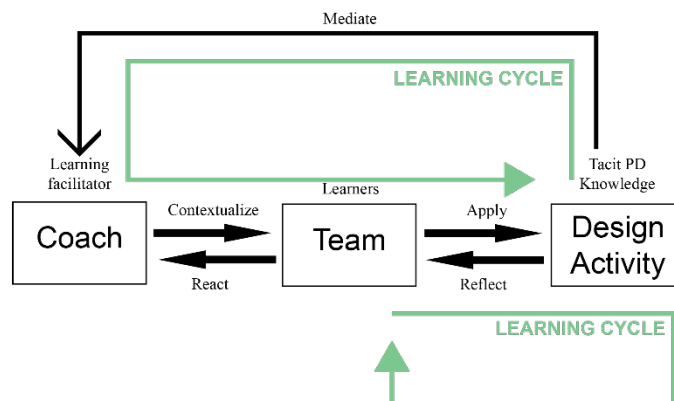 Mediate
LEARNING CYCLE
Learning
facilitator
Learners
Tacit PD
Knowledge
Coach
Contextualize
React
Team
Apply
Reflect
Design
Activity
LEARNING CYCLE